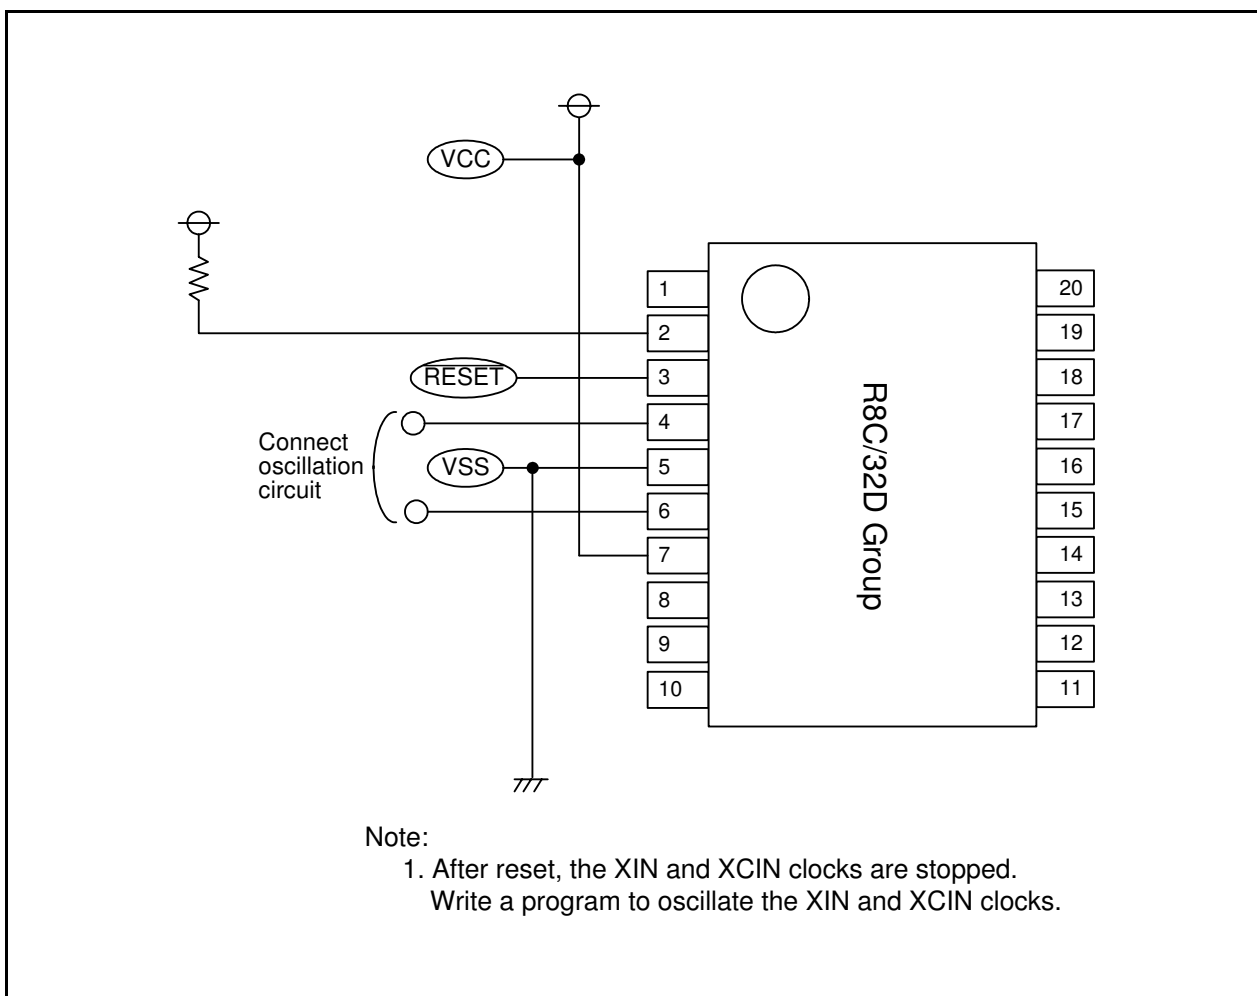 VCC
1
2
3
4
5
6
7
8
9
10
20
19
18
17
16
15
14
13
12
11
RESET
Connect
oscillation
circuit
VSS
R8C/32D Group
Note:
1. After reset, the XIN and XCIN clocks are stopped.
Write a program to oscillate the XIN and XCIN clocks.